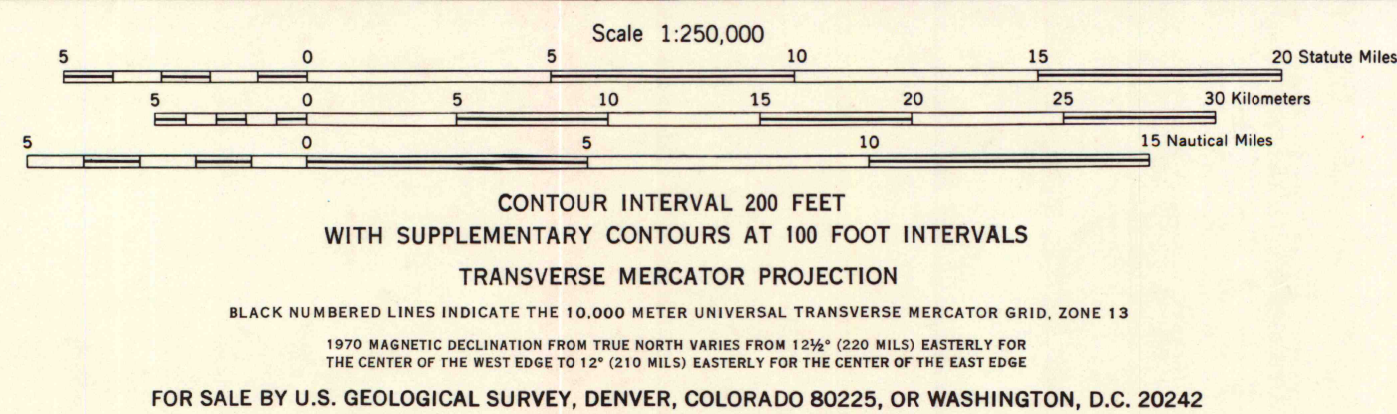 Scale 1:250,000
5 0 5 10 15 20 Statute Miles
5 0 5 10 15 20 25 30 Kilometers
5 0 5 10 15 Nautical Miles
CONTOUR INTERVAL 200 FEET
WITH SUPPLEMENTARY CONTOURS AT 100 FOOT INTERVALS
TRANSVERSE MERCATOR PROJECTION
BLACK NUMBERED LINES INDICATE THE 10,000 METER UNIVERSAL TRANSVERSE MERCATOR GRID, ZONE 13
1970 MAGNETIC DECLINATION FROM TRUE NORTH VARIES FROM 12½° (220 MILS) EASTERLY FOR
THE CENTER OF THE WEST EDGE TO 12° (210 MILS) EASTERLY FOR THE CENTER OF THE EAST EDGE
FOR SALE BY U.S. GEOLOGICAL SURVEY, DENVER, COLORADO 80225, OR WASHINGTON, D.C. 20242